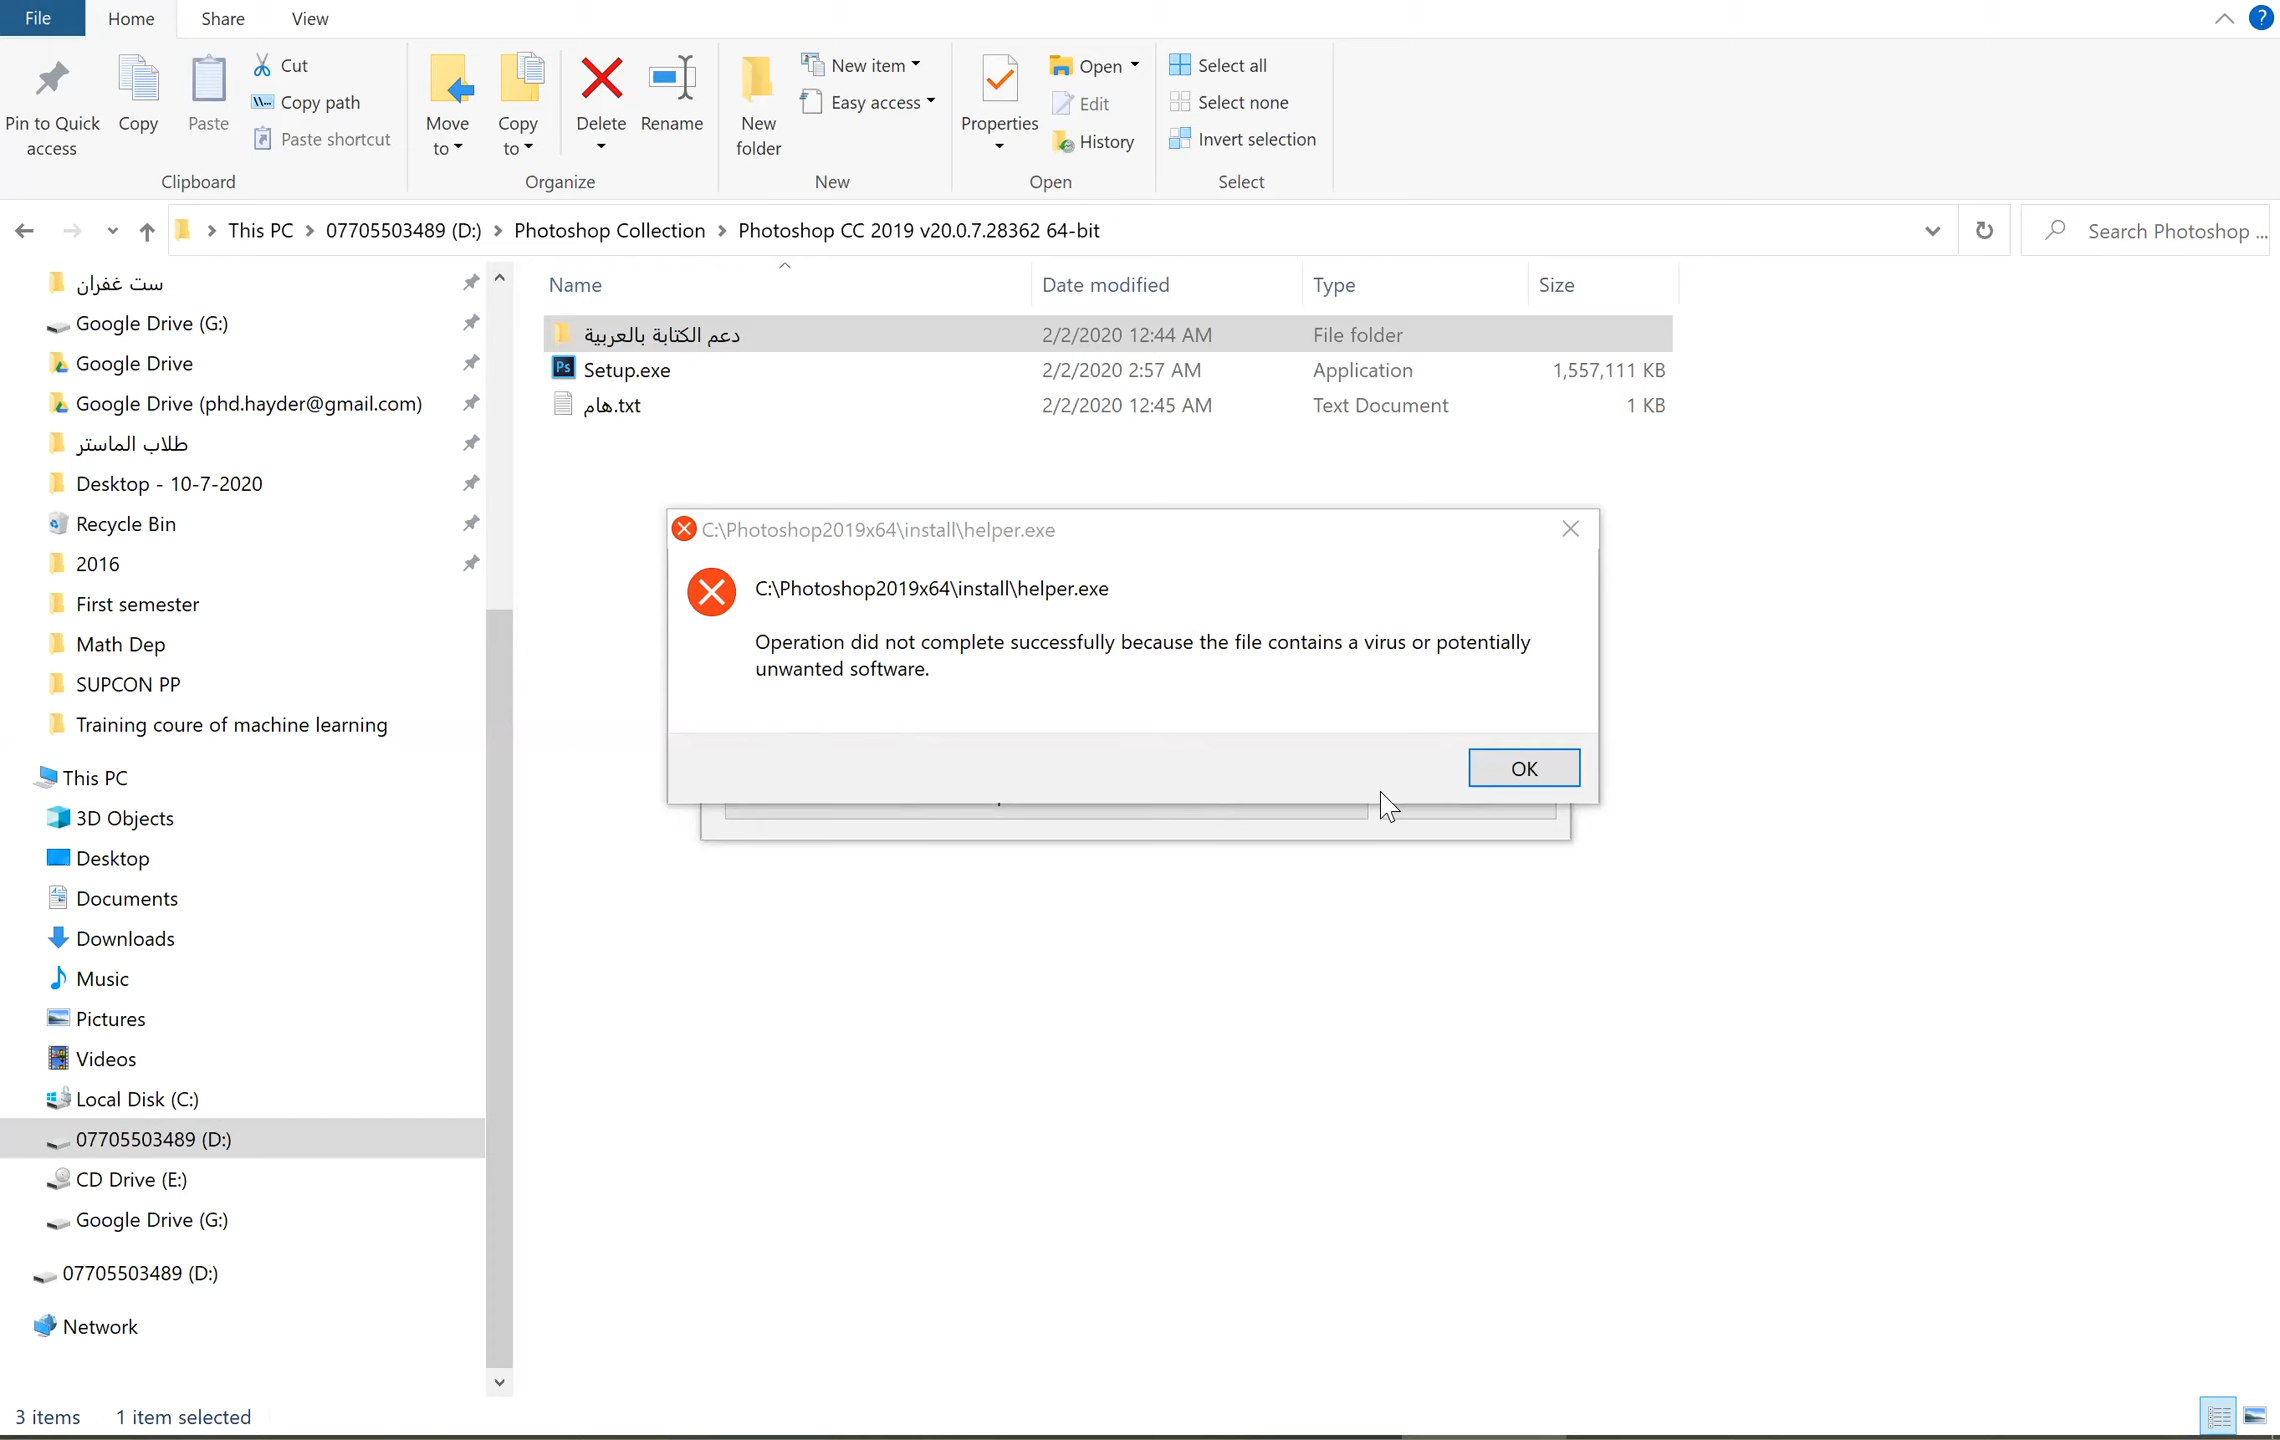 File
Home
Share
View
Pin to Quick
access
Copy
Paste
Cut
Copy path
Paste shortcut
Clipboard
Move
to
Copy
to
Delete
Rename
Organize
New
folder
New item
Easy access
New
Properties
Open
Edit
History
Open
Select all
Select none
Invert selection
Select
This PC
07705503489 (D:)
Photoshop Collection
Photoshop CC 2019 v20.0.7.28362 64-bit
Search Photoshop ...
ست غفران
Google Drive (G:)
Google Drive
Google Drive (phd.hayder@gmail.com)
طلاب الماستر
Desktop - 10-7-2020
Recycle Bin
2016
First semester
Math Dep
SUPCON PP
Training coure of machine learning
This PC
3D Objects
Desktop
Documents
Downloads
Music
Pictures
Videos
Local Disk (C:)
07705503489 (D:)
CD Drive (E:)
Google Drive (G:)
07705503489 (D:)
Network
Name Date modified Type Size
دعم الكتابة بالعربية 2/2/2020 12:44 AM File folder
Ps Setup.exe 2/2/2020 2:57 AM Application 1,557,111 KB
هام.txt 2/2/2020 12:45 AM Text Document 1 KB
C:\Photoshop2019x64\install\helper.exe
C:\Photoshop2019x64\install\helper.exe
Operation did not complete successfully because the file contains a virus or potentially
unwanted software.
OK
3 items 1 item selected